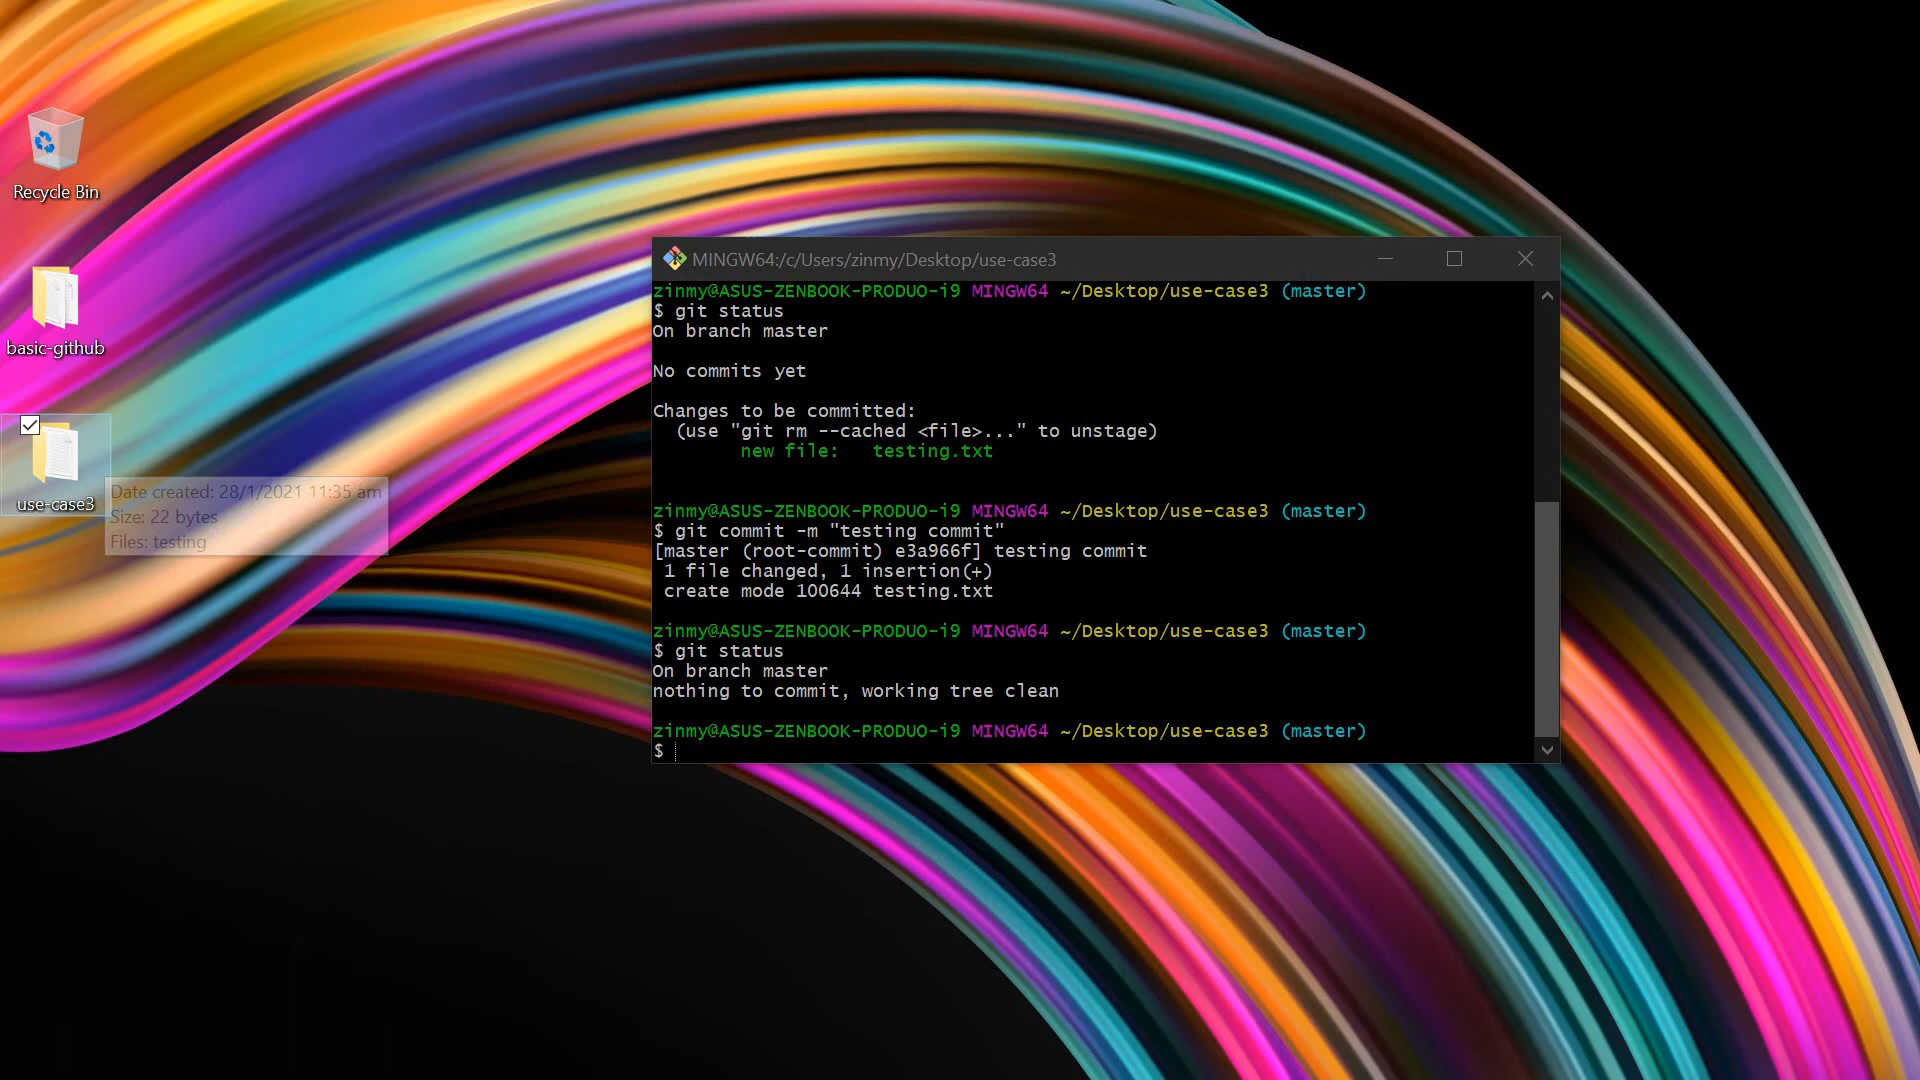 Recycle Bin
basic-github
use-case3
Date created: 28/1/2021 11:35 am
Size: 22 bytes
Files: testing
MINGW64:/c/Users/zinmy/Desktop/use-case3
zinmy@ASUS-ZENBOOK-PRODUO-i9 MINGW64 ~/Desktop/use-case3 (master)
$ git status
On branch master
No commits yet
Changes to be committed:
  (use "git rm --cached <file>..." to unstage)
        new file:   testing.txt
zinmy@ASUS-ZENBOOK-PRODUO-i9 MINGW64 ~/Desktop/use-case3 (master)
$ git commit -m "testing commit"
[master (root-commit) e3a966f] testing commit
 1 file changed, 1 insertion(+)
 create mode 100644 testing.txt
zinmy@ASUS-ZENBOOK-PRODUO-i9 MINGW64 ~/Desktop/use-case3 (master)
$ git status
On branch master
nothing to commit, working tree clean
zinmy@ASUS-ZENBOOK-PRODUO-i9 MINGW64 ~/Desktop/use-case3 (master)
$